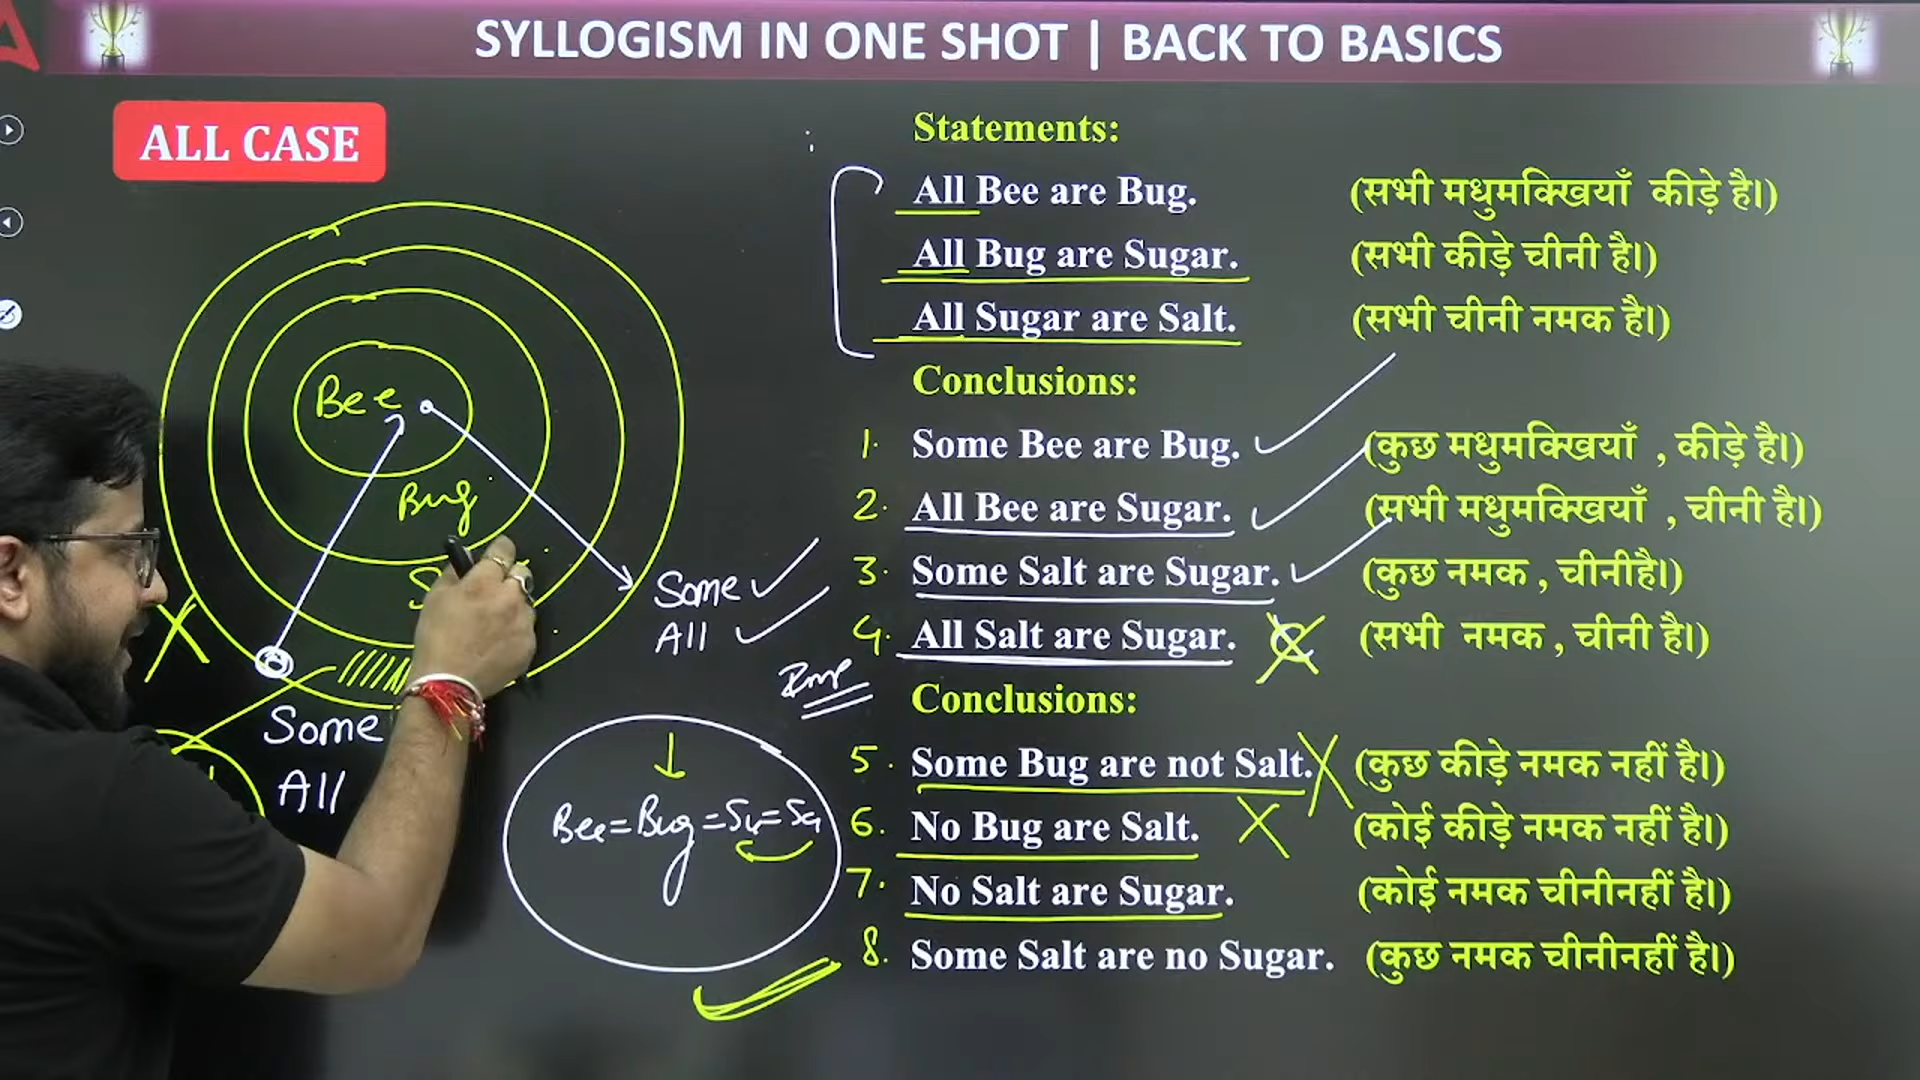 SYLLOGISM IN ONE SHOT | BACK TO BASICS
ALL CASE
Statements:
All Bee are Bug. (सभी मधुमक्खियाँ कीड़े है।)
All Bug are Sugar. (सभी कीड़े चीनी है।)
All Sugar are Salt. (सभी चीनी नमक है।)
Conclusions:
1. Some Bee are Bug. (कुछ मधुमक्खियाँ , कीड़े है।)
2. All Bee are Sugar. (सभी मधुमक्खियाँ , चीनी है।)
3. Some Salt are Sugar. (कुछ नमक , चीनीहै।)
4. All Salt are Sugar. (सभी नमक , चीनी है।)
Conclusions:
5. Some Bug are not Salt. (कुछ कीड़े नमक नहीं है।)
6. No Bug are Salt. (कोई कीड़े नमक नहीं है।)
7. No Salt are Sugar. (कोई नमक चीनीनहीं है।)
8. Some Salt are no Sugar. (कुछ नमक चीनीनहीं है।)
Bee
Bug
Some
All
Imp
Some
All
Bee=Bug=